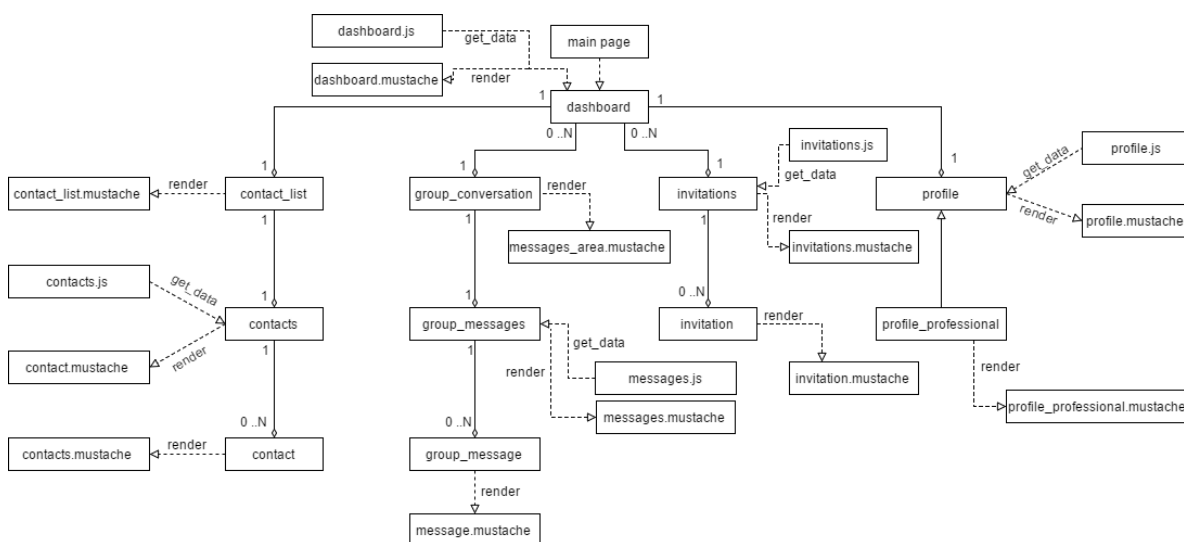 dashboard.js
get_data
main page
dashboard.mustache
render
1
dashboard
1
0 ..N
0 ..N
invitations.js
profile.js
1
1
1
1
get_data
get_data
contact_list.mustache
render
contact_list
group_conversation
render
invitations
profile
render
render
profile.mustache
1
1
1
messages_area.mustache
invitations.mustache
contacts.js
get_data
1
1
0 ..N
contacts
group_messages
invitation
render
profile_professional
render
1
1
get_data
contact.mustache
render
render
messages.js
invitation.mustache
messages.mustache
profile_professional.mustache
0 ..N
0 ..N
contacts.mustache
render
contact
group_message
render
message.mustache